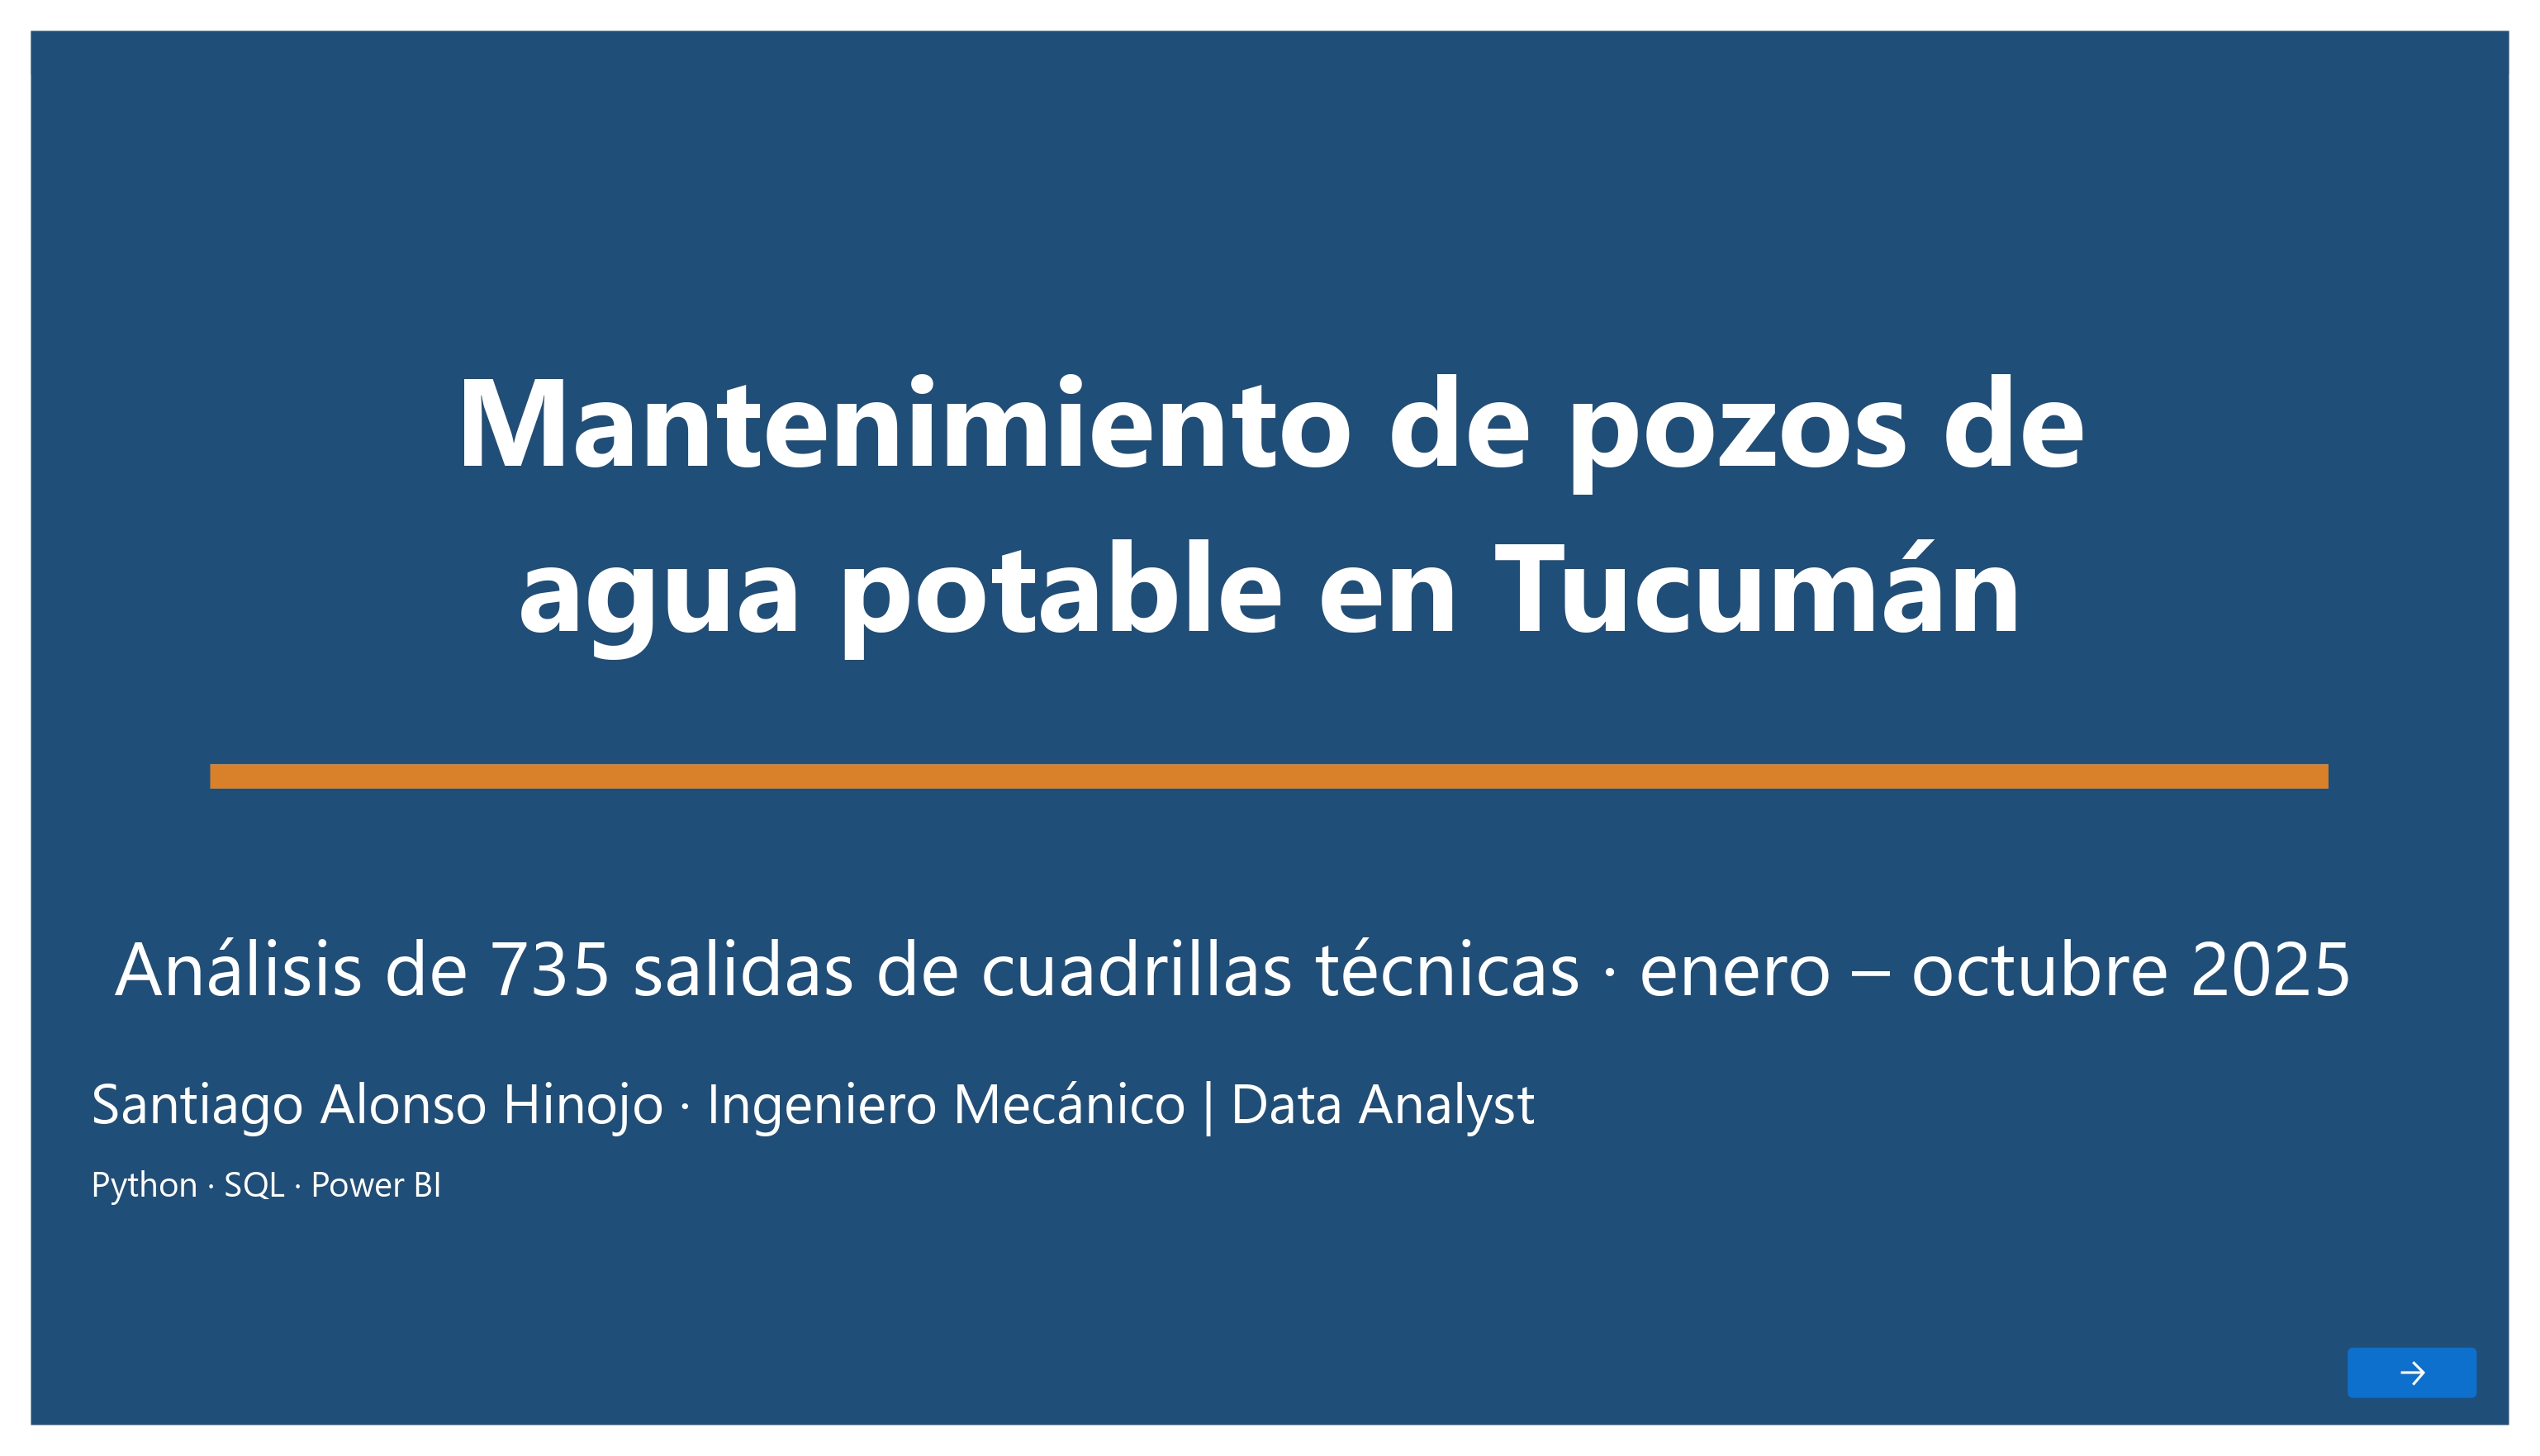 Mantenimiento de pozos de
agua potable en Tucumán
Análisis de 735 salidas de cuadrillas técnicas · enero – octubre 2025
Santiago Alonso Hinojo · Ingeniero Mecánico | Data Analyst
Python · SQL · Power BI